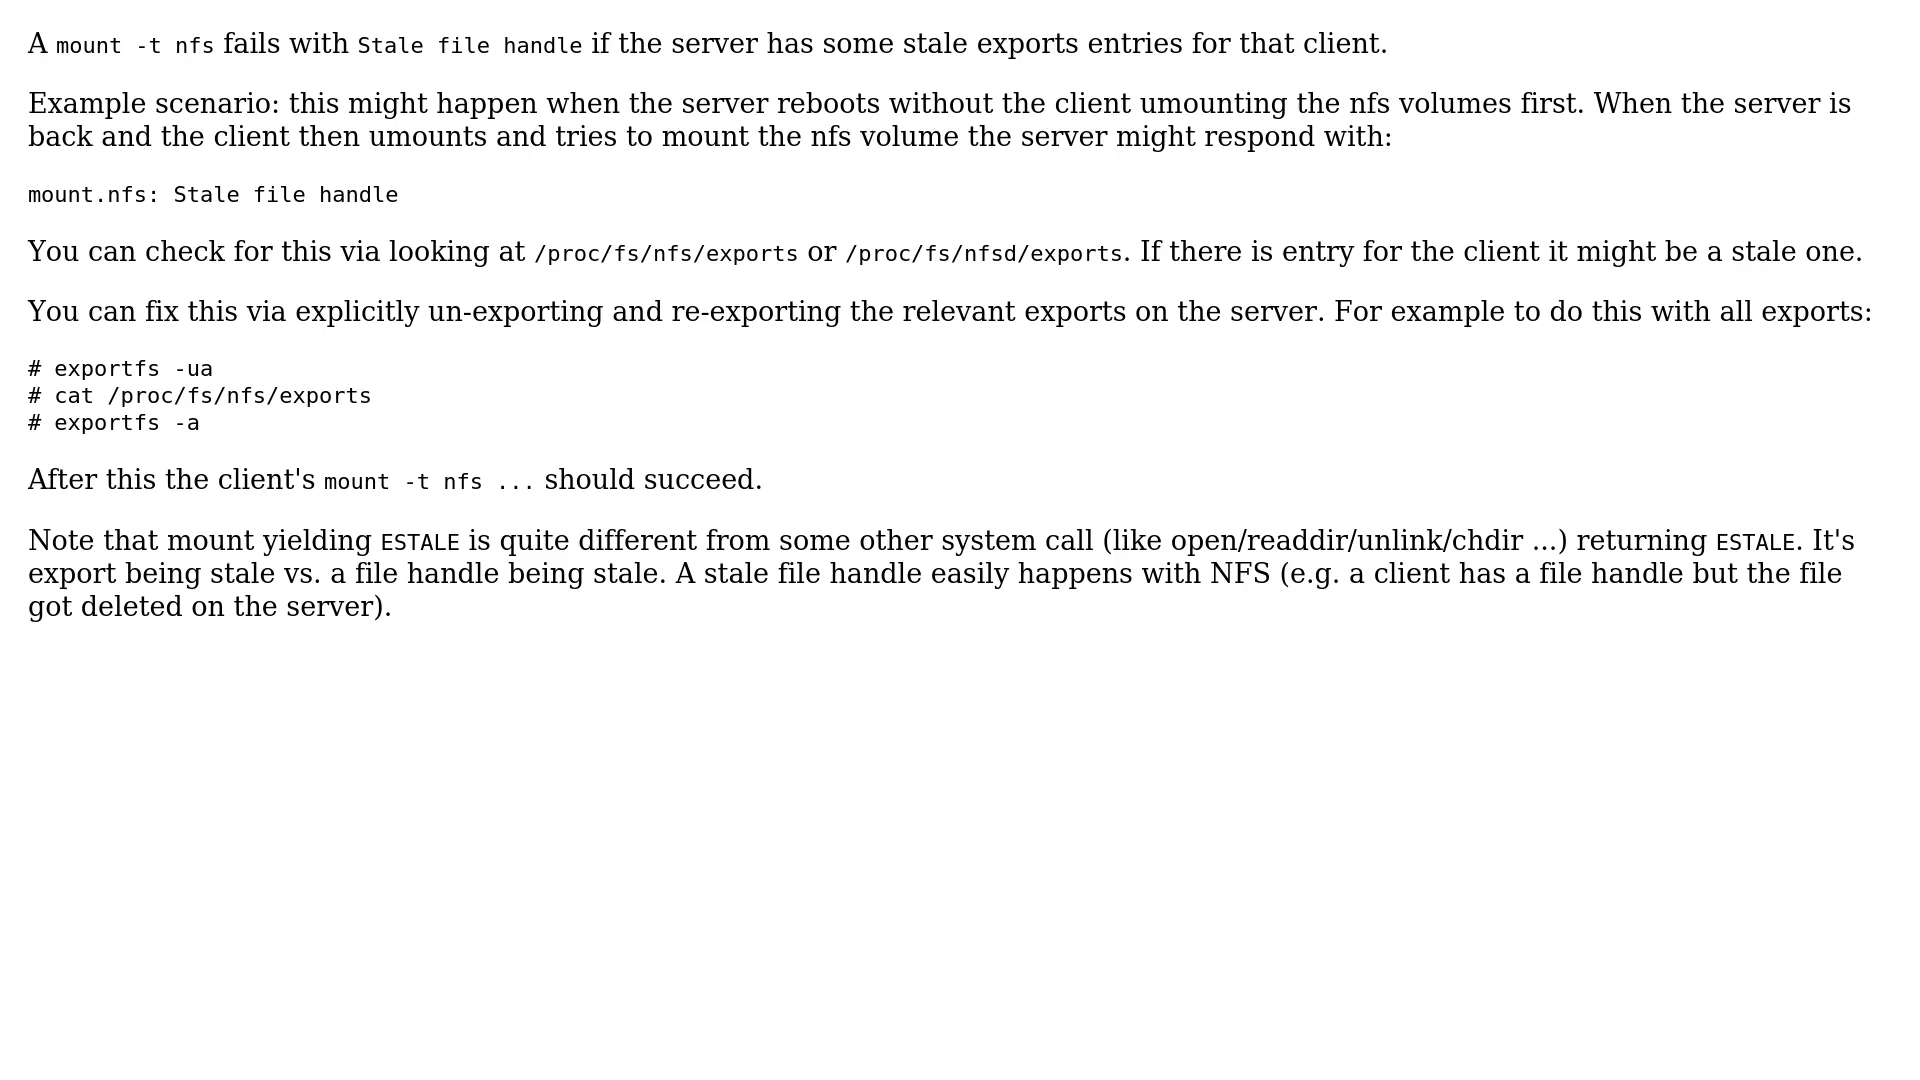 A mount -t nfs fails with Stale file handle if the server has some stale exports entries for that client.
Example scenario: this might happen when the server reboots without the client umounting the nfs volumes first. When the server is
back and the client then umounts and tries to mount the nfs volume the server might respond with:
mount.nfs: Stale file handle
You can check for this via looking at /proc/fs/nfs/exports or /proc/fs/nfsd/exports. If there is entry for the client it might be a stale one.
You can fix this via explicitly un-exporting and re-exporting the relevant exports on the server. For example to do this with all exports:
# exportfs -ua
# cat /proc/fs/nfs/exports
# exportfs -a
After this the client's mount -t nfs ... should succeed.
Note that mount yielding ESTALE is quite different from some other system call (like open/readdir/unlink/chdir ...) returning ESTALE. It's
export being stale vs. a file handle being stale. A stale file handle easily happens with NFS (e.g. a client has a file handle but the file
got deleted on the server).